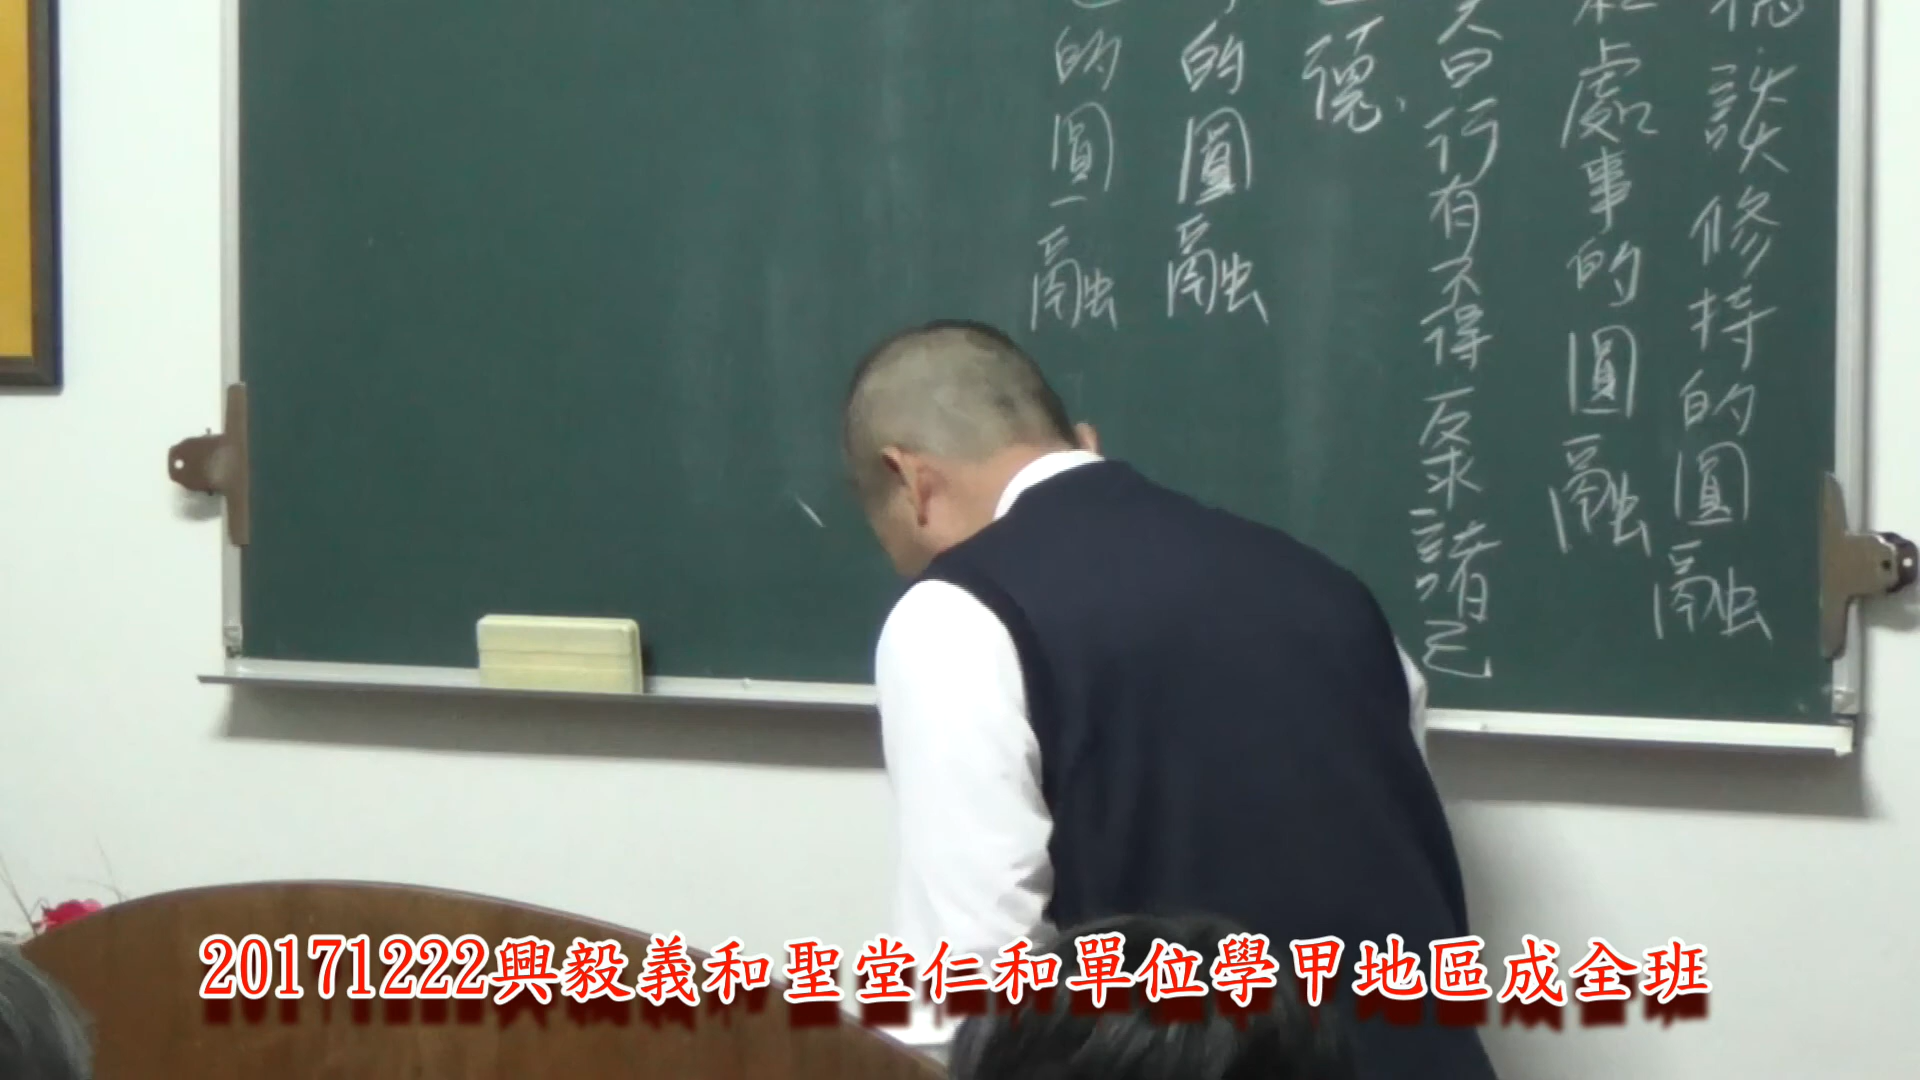 談修持的圓融
處事的圓融
曰行有不得反求諸己
德
的圓融
的圓融
20171222興毅義和聖堂仁和單位學甲地區成全班